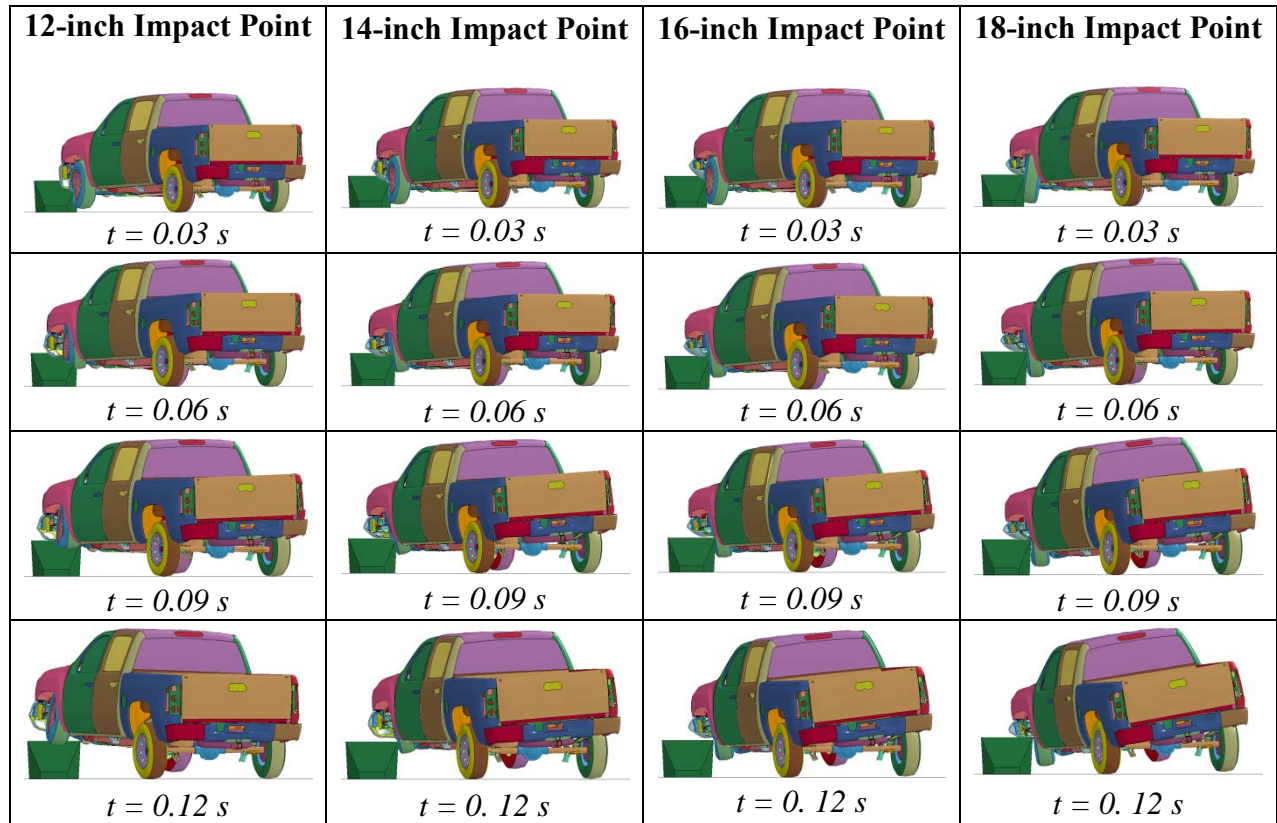 12-inch Impact Point 14-inch Impact Point 16-inch Impact Point 18-inch Impact Point
t = 0.03 s t = 0.03 s t = 0.03 s t = 0.03 s
t = 0.06 s t = 0.06 s t = 0.06 s t = 0.06 s
t = 0.09 s t = 0.09 s t = 0.09 s t = 0.09 s
t = 0.12 s t = 0. 12 s t = 0. 12 s t = 0. 12 s